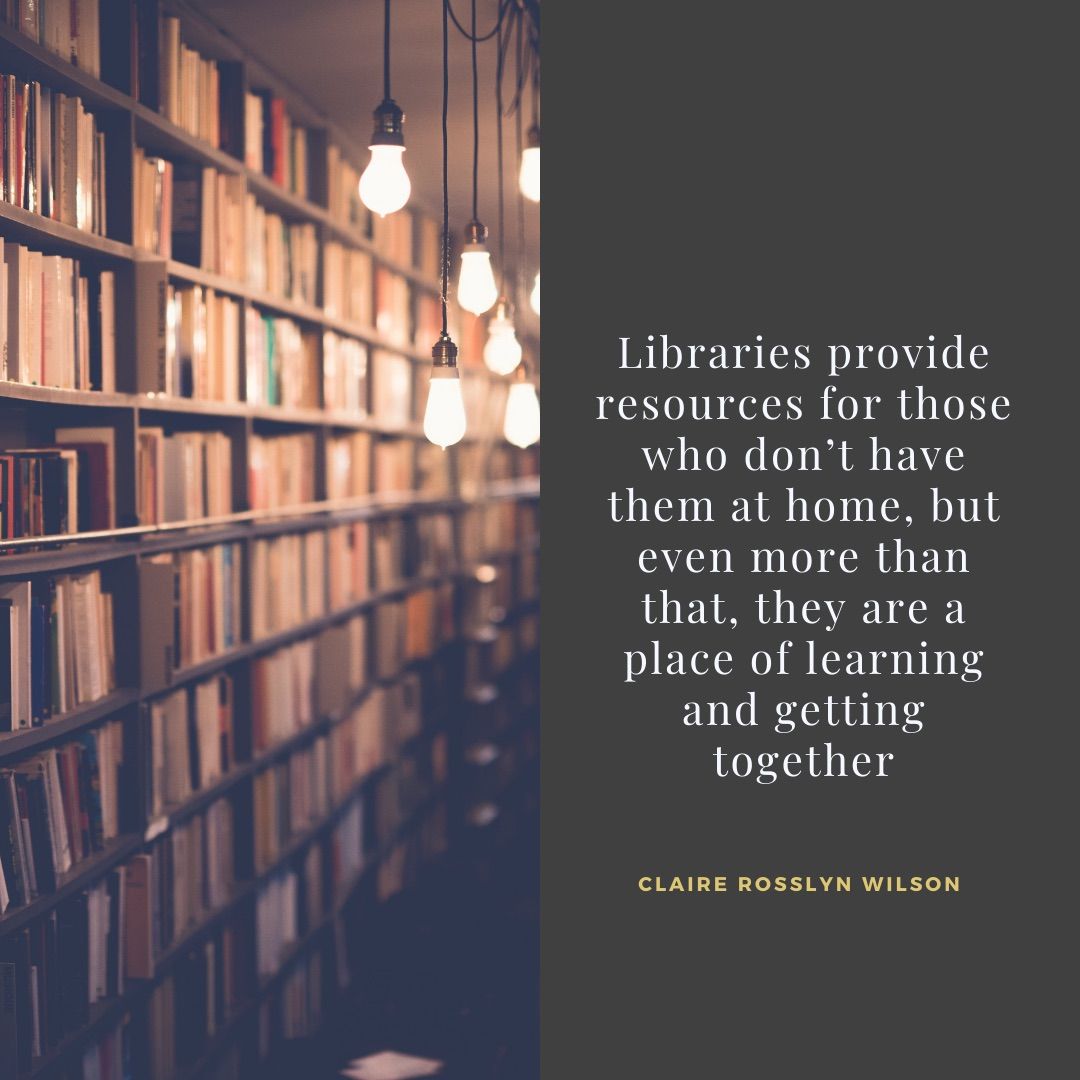 Libraries provide
resources for those
who don’t have
them at home, but
even more than
that, they are a
place of learning
and getting
together
CLAIRE ROSSLYN WILSON